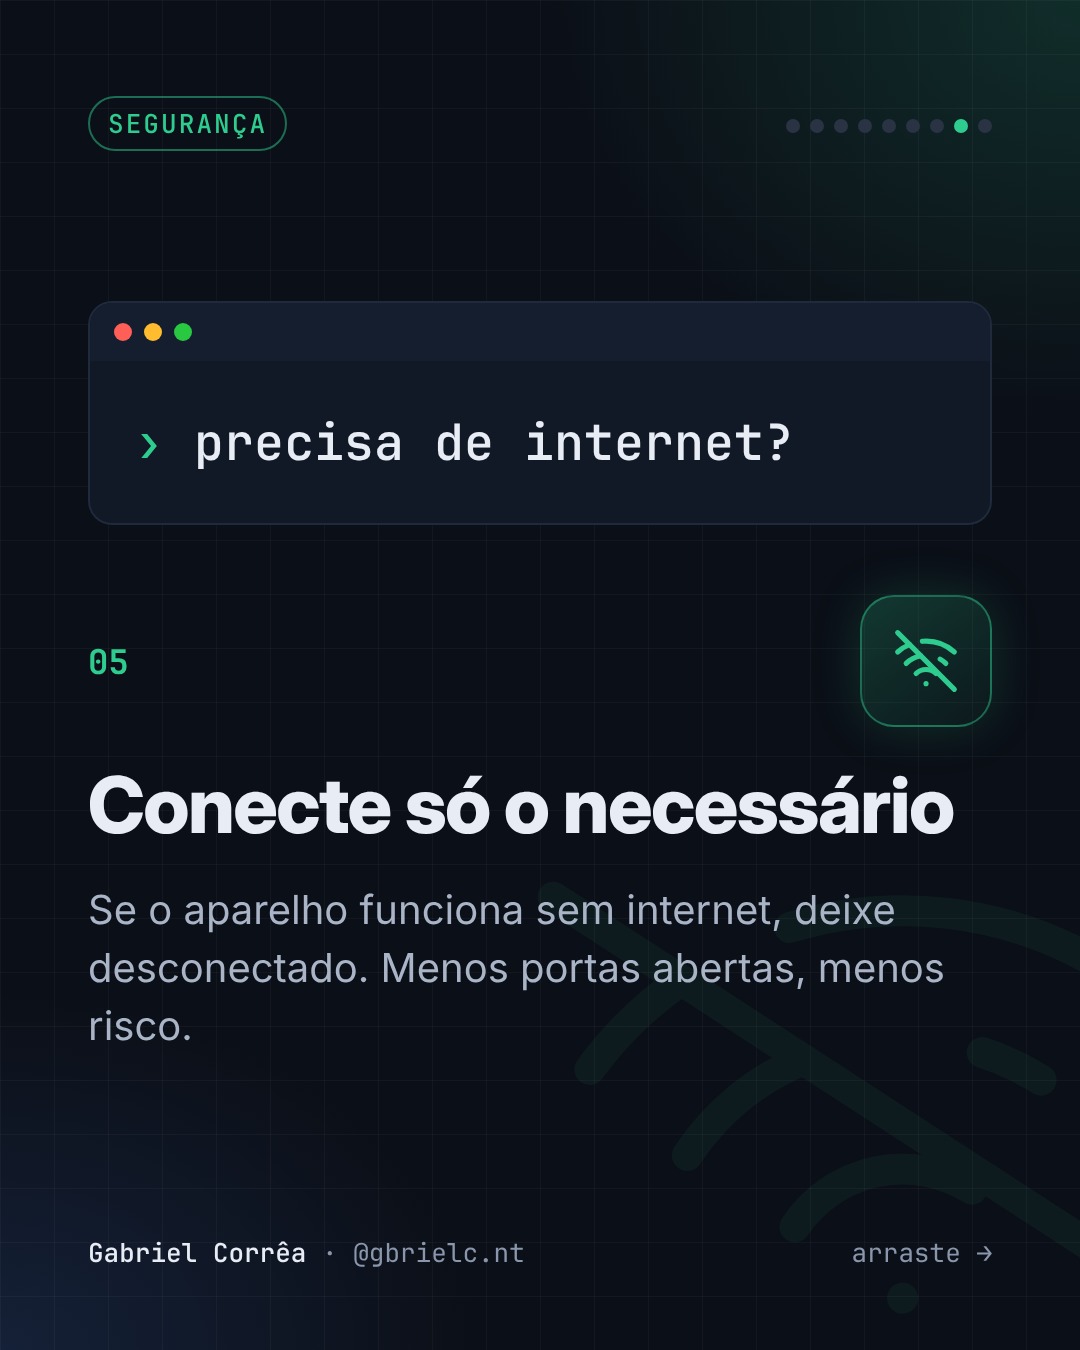 SEGURANÇA
› precisa de internet?
05
Conecte só o necessário
Se o aparelho funciona sem internet, deixe
desconectado. Menos portas abertas, menos
risco.
Gabriel Corrêa · @gbrielc.nt
arraste →